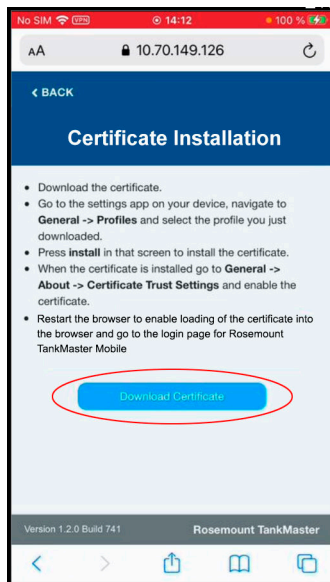 No SIM VPN 14:12 100 %
AA 10.70.149.126
BACK
Certificate Installation
• Download the certificate.
• Go to the settings app on your device, navigate to
General -> Profiles and select the profile you just
downloaded.
• Press install in that screen to install the certificate.
• When the certificate is installed go to General ->
About -> Certificate Trust Settings and enable the
certificate.
• Restart the browser to enable loading of the certificate into
the browser and go to the login page for Rosemount
TankMaster Mobile
Download Certificate
Version 1.2.0 Build 741 Rosemount TankMaster